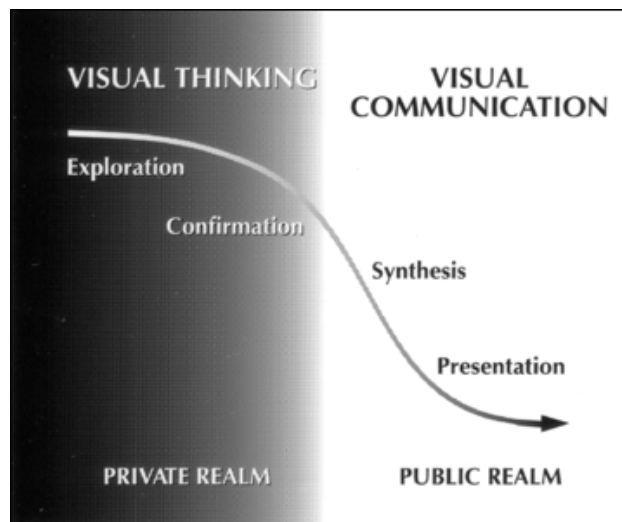 VISUAL THINKING
VISUAL
COMMUNICATION
Exploration
Confirmation
Synthesis
Presentation
PRIVATE REALM
PUBLIC REALM